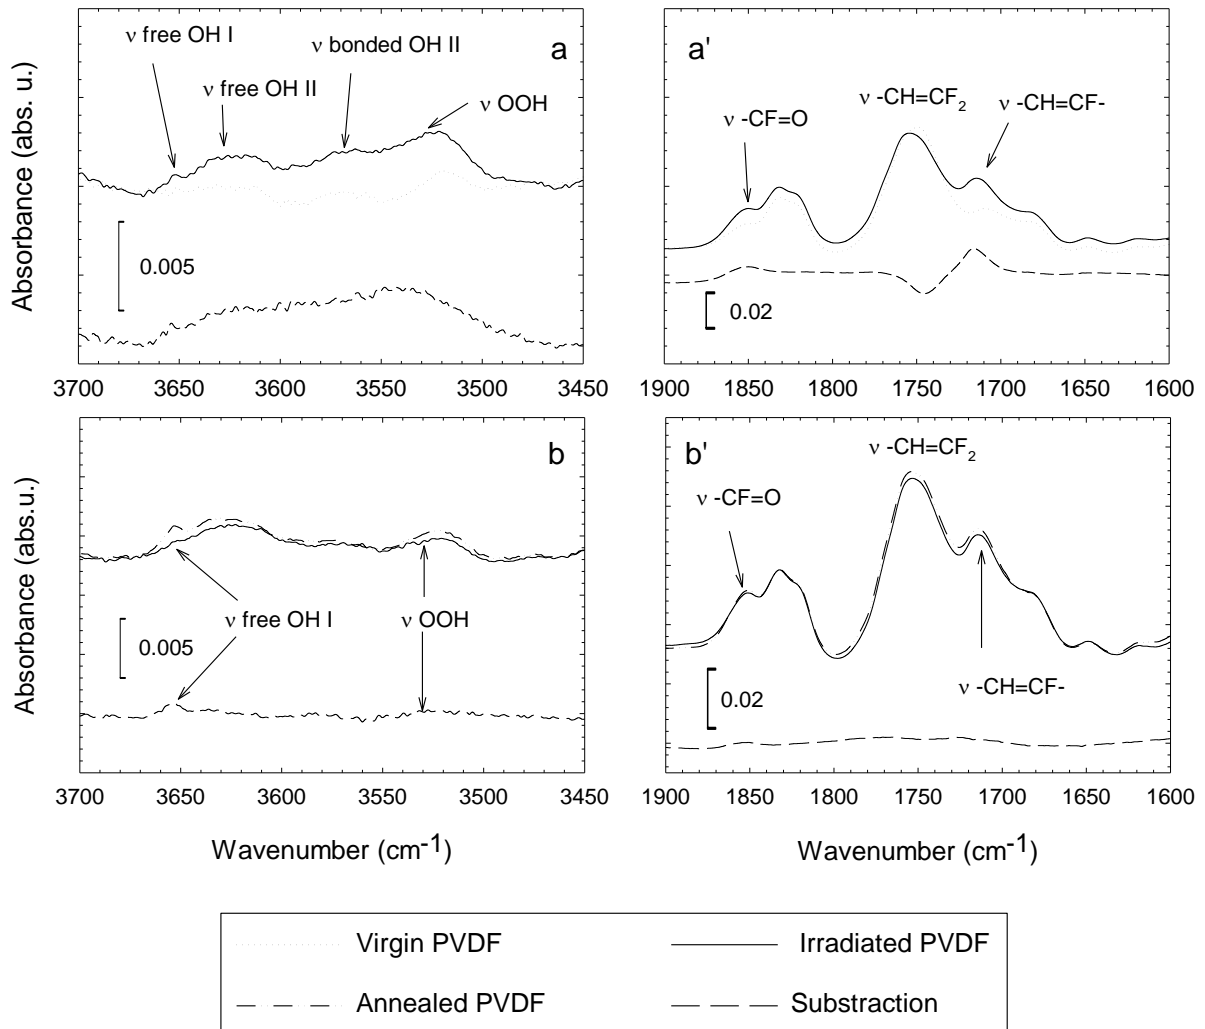 a
ν free OH I
ν bonded OH II
ν free OH II
ν OOH
0.005
Absorbance (abs. u.)
3700 3650 3600 3550 3500 3450
a'
ν -CH=CF2
ν -CH=CF-
ν -CF=O
0.02
1900 1850 1800 1750 1700 1600
b
ν free OH I
ν OOH
0.005
Absorbance (abs.u.)
3700 3650 3600 3550 3500 3450
Wavenumber (cm-1)
b'
ν -CH=CF2
ν -CF=O
ν -CH=CF-
0.02
1900 1850 1800 1750 1700 1600
Wavenumber (cm-1)
Virgin PVDF
Irradiated PVDF
Annealed PVDF
Substraction